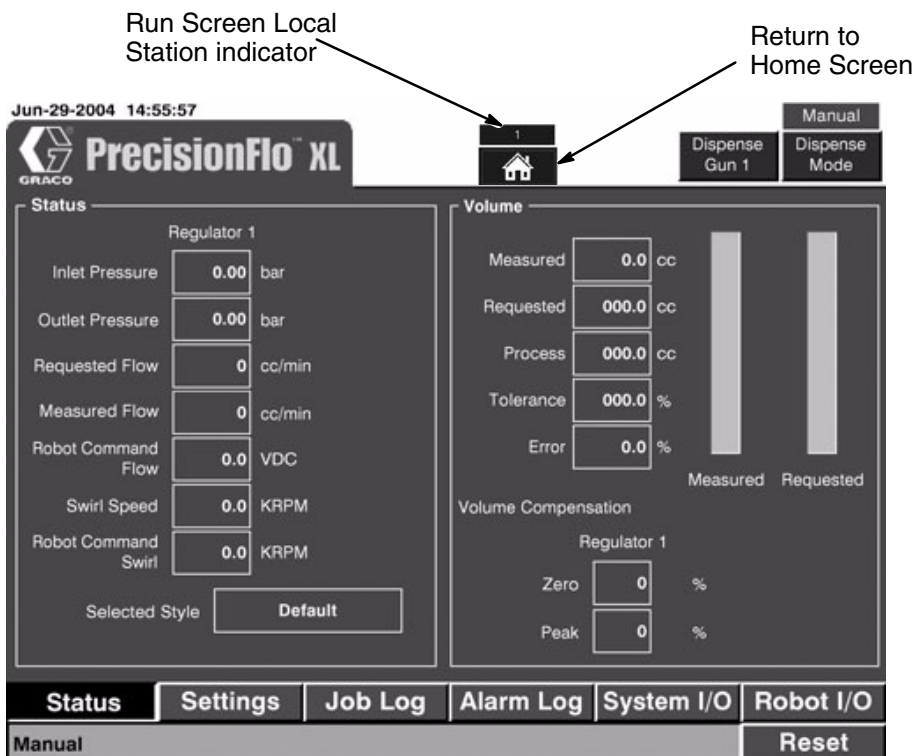 Run Screen Local
Station indicator
Return to
Home Screen
Jun-29-2004 14:55:57
Manual
1
GRACO
PrecisionFlo™ XL
Dispense
Gun 1
Dispense
Mode
Status
Regulator 1
Inlet Pressure 0.00 bar
Outlet Pressure 0.00 bar
Requested Flow 0 cc/min
Measured Flow 0 cc/min
Robot Command
Flow 0.0 VDC
Swirl Speed 0.0 KRPM
Robot Command
Swirl 0.0 KRPM
Selected Style Default
Volume
Measured 0.0 cc
Requested 000.0 cc
Process 000.0 cc
Tolerance 000.0 %
Error 0.0 %
Measured Requested
Volume Compensation
Regulator 1
Zero 0 %
Peak 0 %
Status Settings Job Log Alarm Log System I/O Robot I/O
Manual Reset